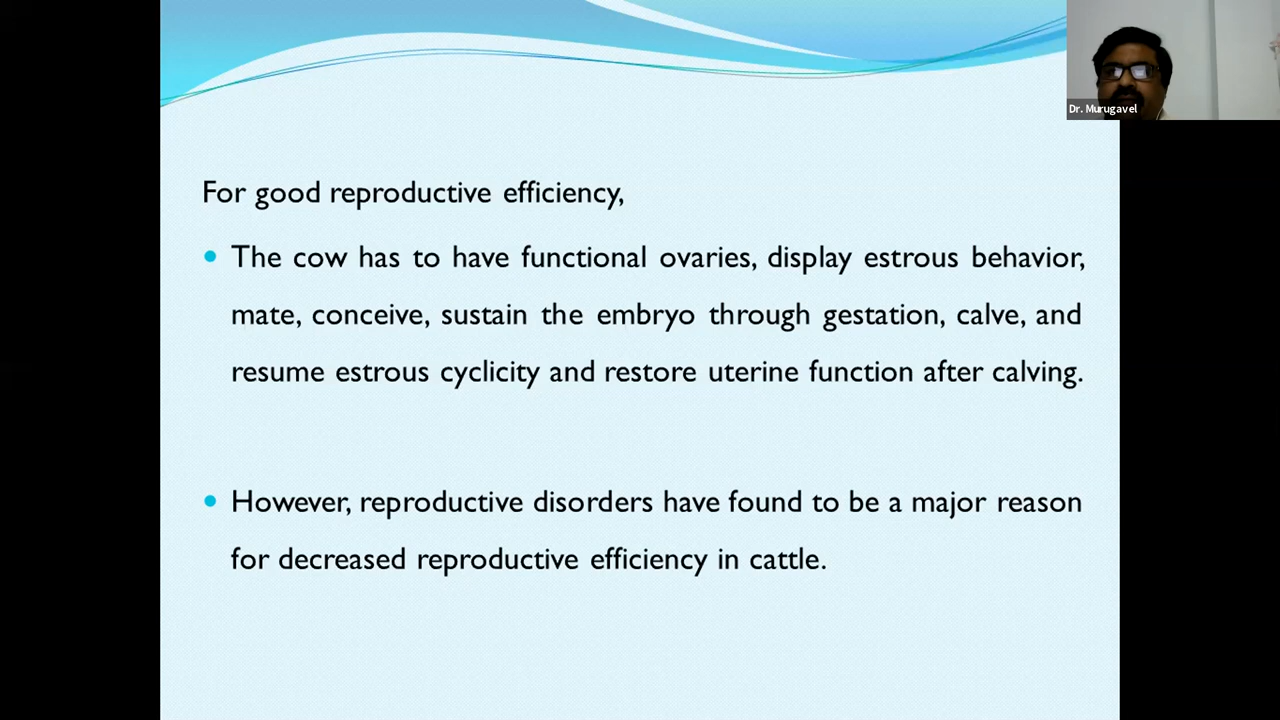 Dr. Murugavel
For good reproductive efficiency,
• The cow has to have functional ovaries, display estrous behavior,
mate, conceive, sustain the embryo through gestation, calve, and
resume estrous cyclicity and restore uterine function after calving.
• However, reproductive disorders have found to be a major reason
for decreased reproductive efficiency in cattle.